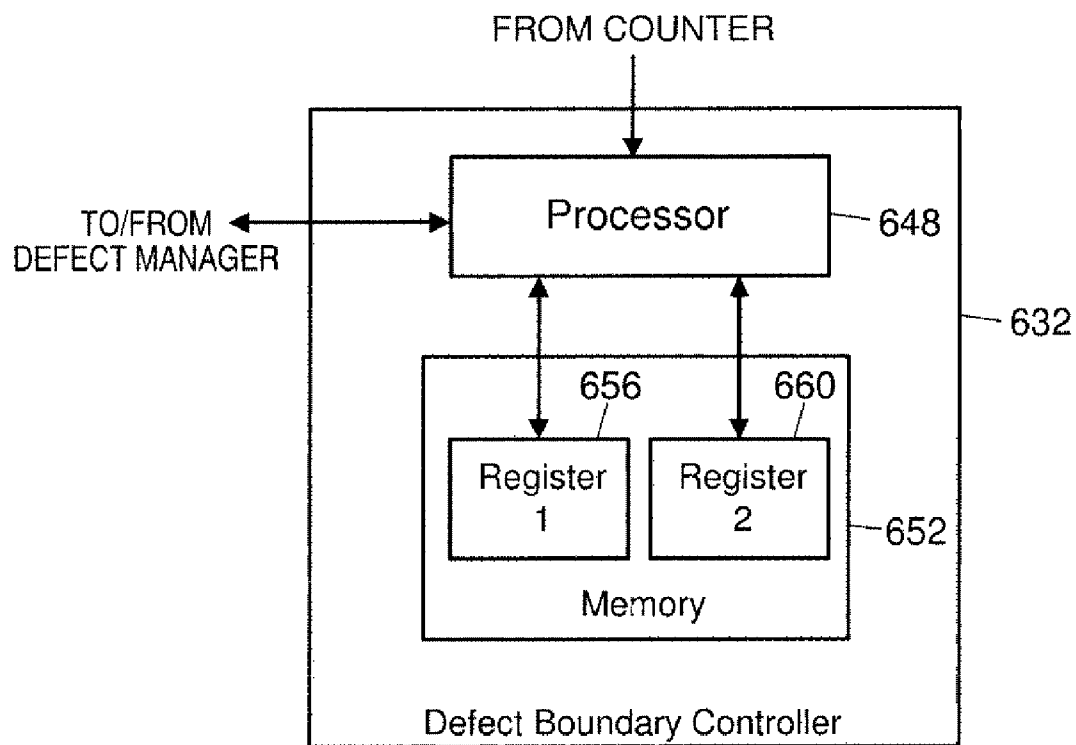 FROM COUNTER
Processor
648
TO/FROM
DEFECT MANAGER
632
656
660
Register
1
Register
2
652
Memory
Defect Boundary Controller